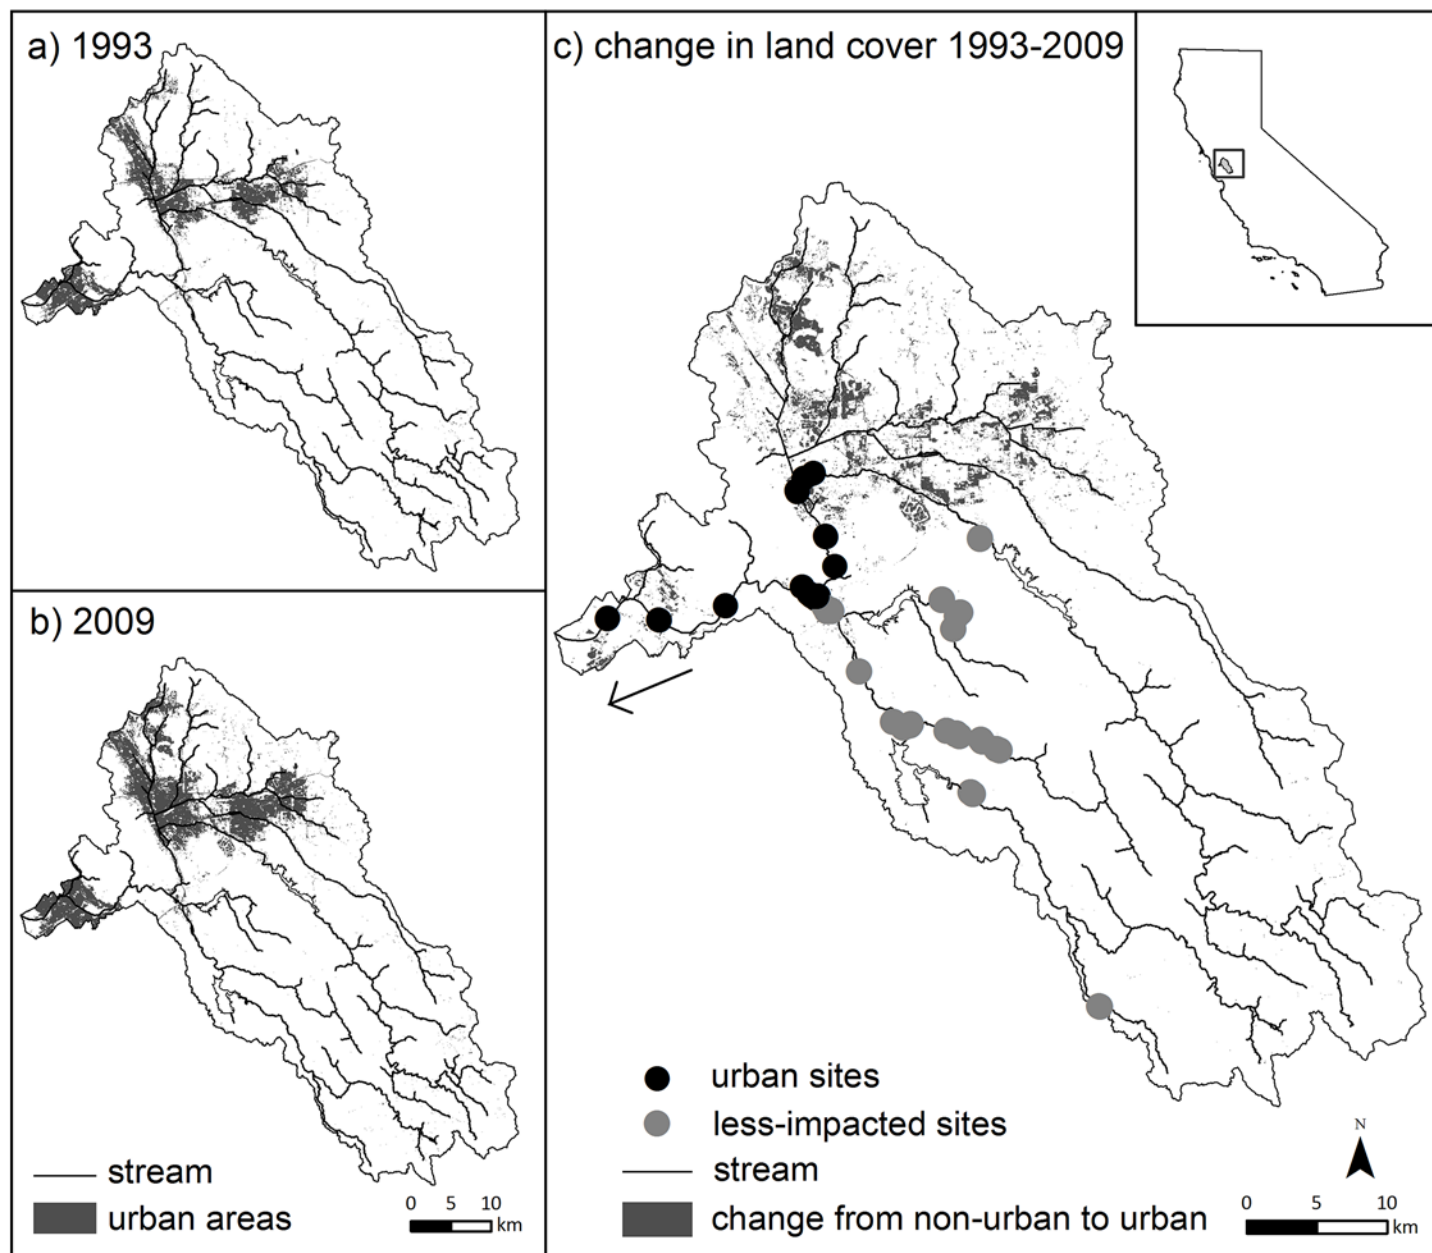 a) 1993
b) 2009
stream
urban areas
0 5 10
km
c) change in land cover 1993-2009
urban sites
less-impacted sites
stream
change from non-urban to urban
N
0 5 10
km